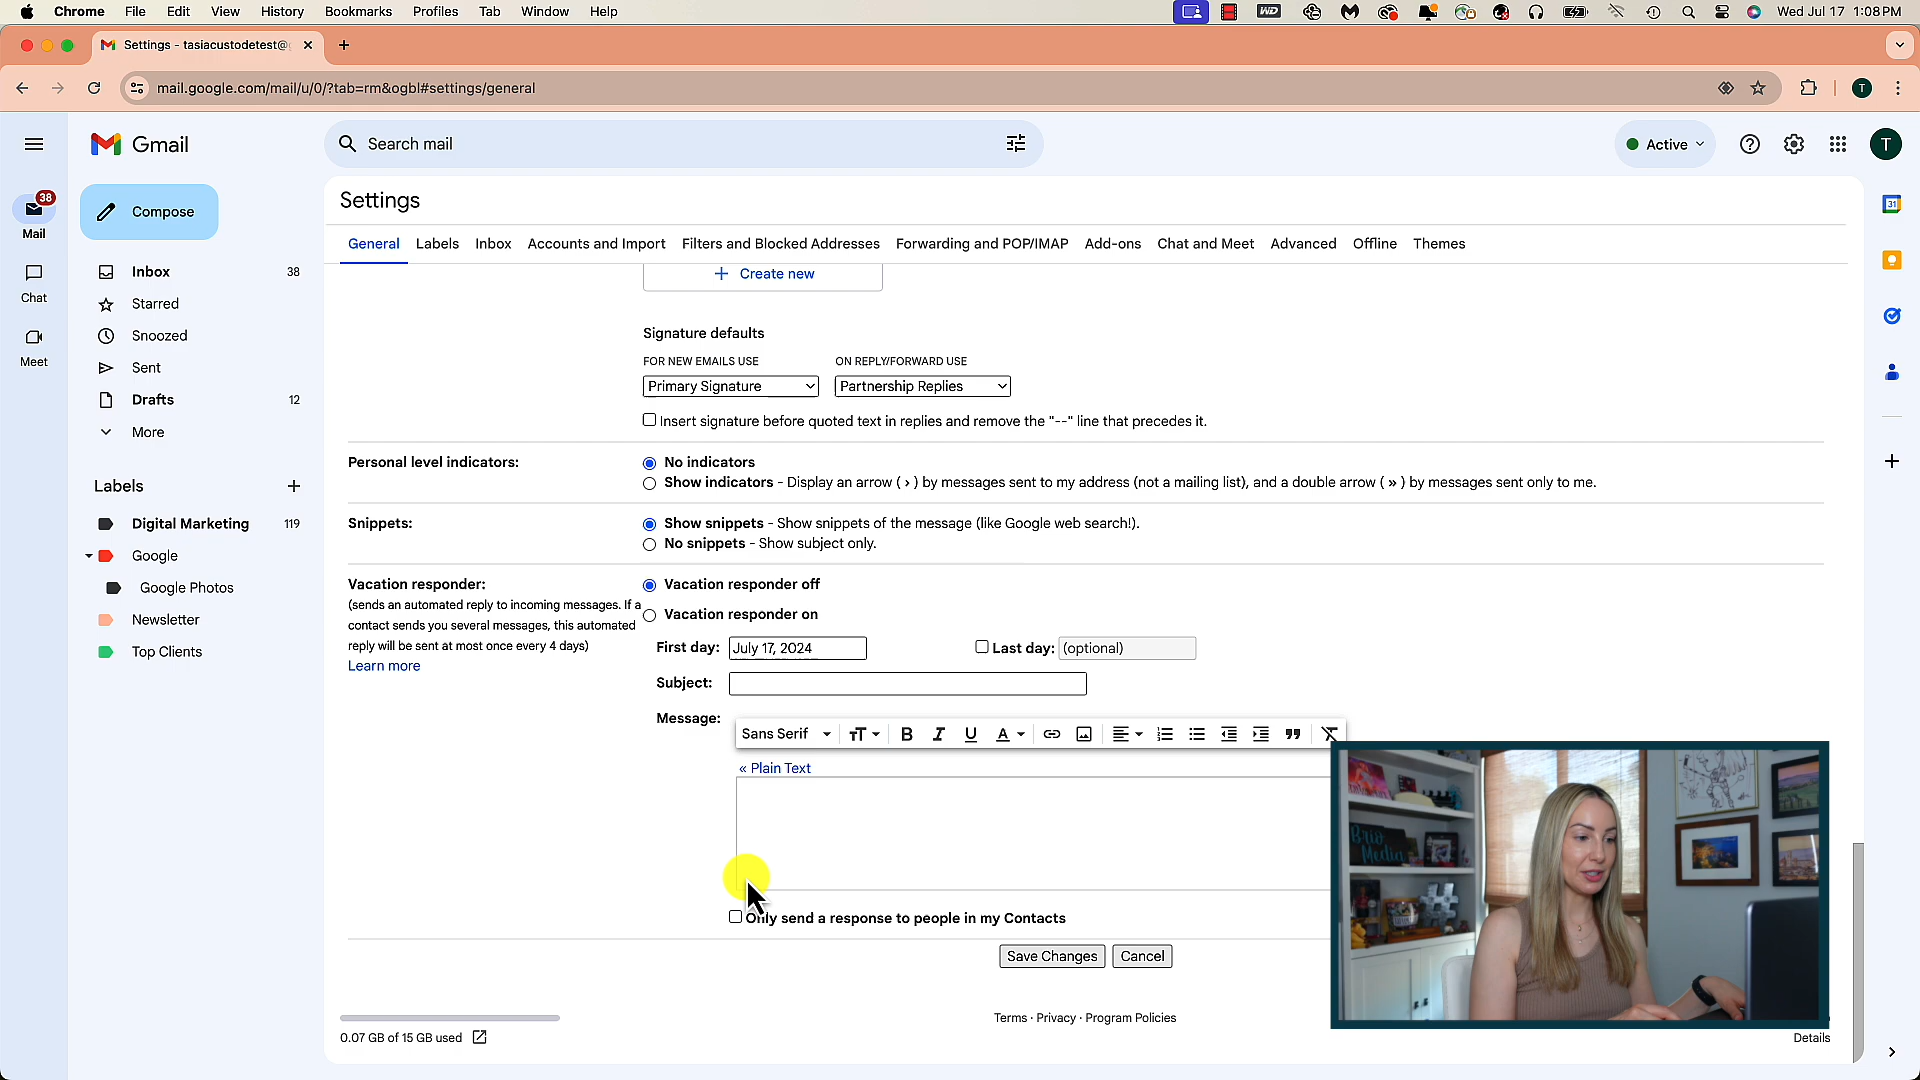 Chrome File Edit View History Bookmarks Profiles Tab Window Help
Wed Jul 17 1:08 PM
Settings - tasiacustodetest@
mail.google.com/mail/u/0/?tab=rm&ogbl#settings/general
T
Gmail
Search mail
Active
T
38
Mail
Chat
Meet
Compose
Inbox 38
Starred
Snoozed
Sent
Drafts 12
More
Labels
Digital Marketing 119
Google
Google Photos
Newsletter
Top Clients
Settings
General Labels Inbox Accounts and Import Filters and Blocked Addresses Forwarding and POP/IMAP Add-ons Chat and Meet Advanced Offline Themes
Create new
Signature defaults
FOR NEW EMAILS USE ON REPLY/FORWARD USE
Primary Signature Partnership Replies
Insert signature before quoted text in replies and remove the "--" line that precedes it.
Personal level indicators:
No indicators
Show indicators - Display an arrow ( › ) by messages sent to my address (not a mailing list), and a double arrow ( » ) by messages sent only to me.
Snippets:
Show snippets - Show snippets of the message (like Google web search!).
No snippets - Show subject only.
Vacation responder:
(sends an automated reply to incoming messages. If a
contact sends you several messages, this automated
reply will be sent at most once every 4 days)
Learn more
Vacation responder off
Vacation responder on
First day: July 17, 2024 Last day: (optional)
Subject:
Message:
Sans Serif
« Plain Text
Only send a response to people in my Contacts
Save Changes Cancel
0.07 GB of 15 GB used
Terms · Privacy · Program Policies
Details
31
Brio
Media